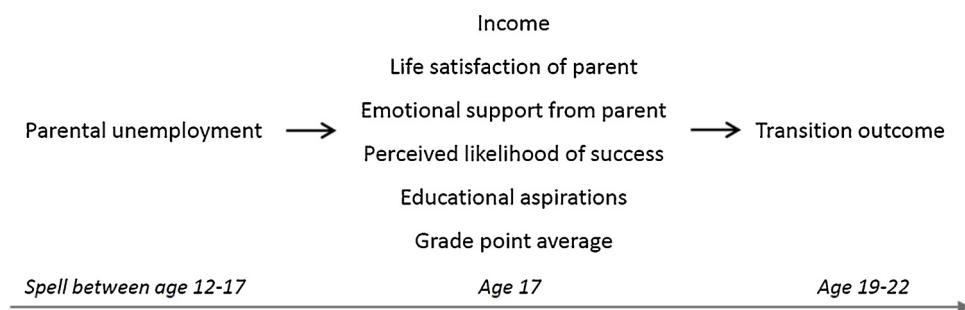 Income
Life satisfaction of parent
Emotional support from parent
Parental unemployment
Transition outcome
Perceived likelihood of success
Educational aspirations
Grade point average
Spell between age 12-17
Age 17
Age 19-22